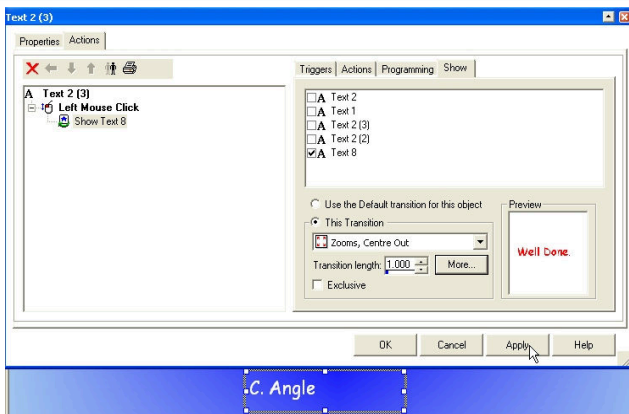 Text 2 (3)
Properties Actions
Triggers Actions Programming Show
A Text 2 (3)
Left Mouse Click
Show Text 8
A Text 2
A Text 1
A Text 2 (3)
A Text 2 (2)
A Text 8
Use the Default transition for this object
This Transition
Zooms, Centre Out
Transition length: 1.000 More...
Exclusive
Preview
Well Done.
OK Cancel Apply Help
C. Angle